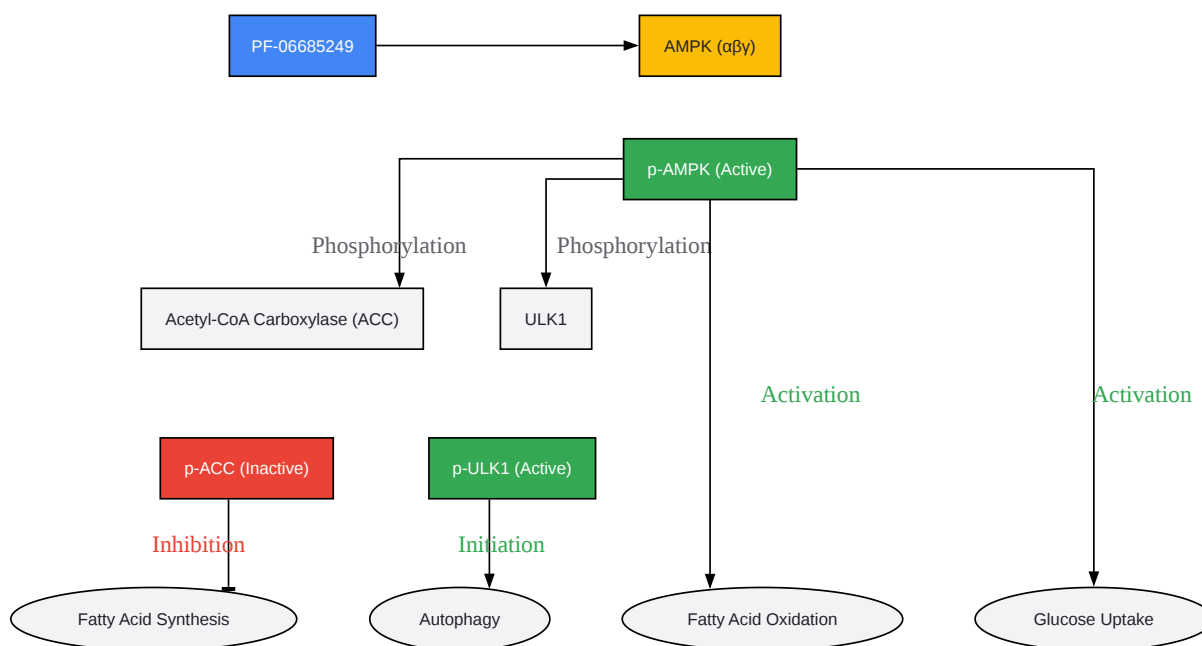 PF-06685249
AMPK (αβγ)
p-AMPK (Active)
Phosphorylation
Phosphorylation
Acetyl-CoA Carboxylase (ACC)
ULK1
Activation
Activation
p-ACC (Inactive)
p-ULK1 (Active)
Inhibition
Initiation
Fatty Acid Synthesis
Autophagy
Fatty Acid Oxidation
Glucose Uptake